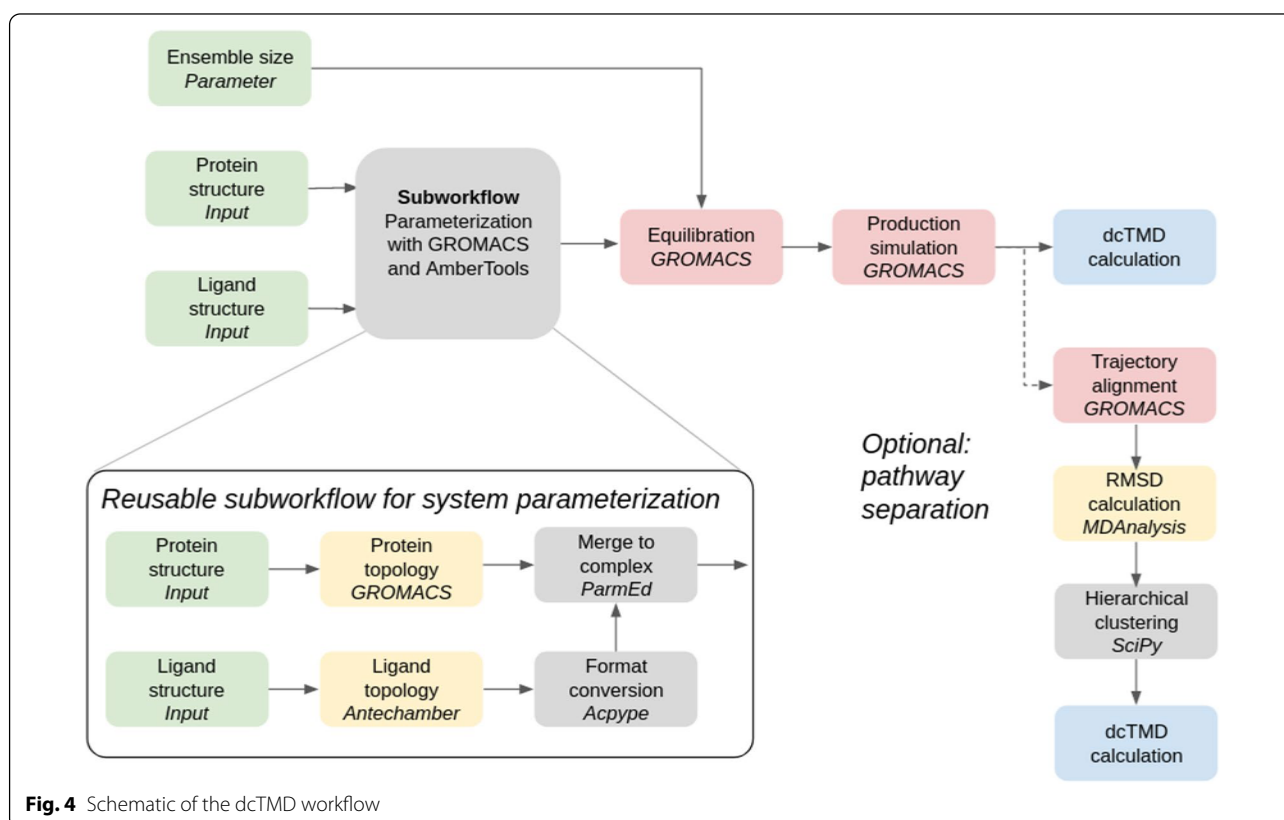 Ensemble size
Parameter
Protein
structure
Input
Ligand
structure
Input
Subworkflow
Parameterization
with GROMACS
and AmberTools
Equilibration
GROMACS
Production
simulation
GROMACS
dcTMD
calculation
Trajectory
alignment
GROMACS
Optional:
pathway
separation
RMSD
calculation
MDAnalysis
Hierarchical
clustering
SciPy
dcTMD
calculation
Reusable subworkflow for system parameterization
Protein
structure
Input
Protein
topology
GROMACS
Merge to
complex
ParmEd
Ligand
structure
Input
Ligand
topology
Antechamber
Format
conversion
Acpype
Fig. 4 Schematic of the dcTMD workflow